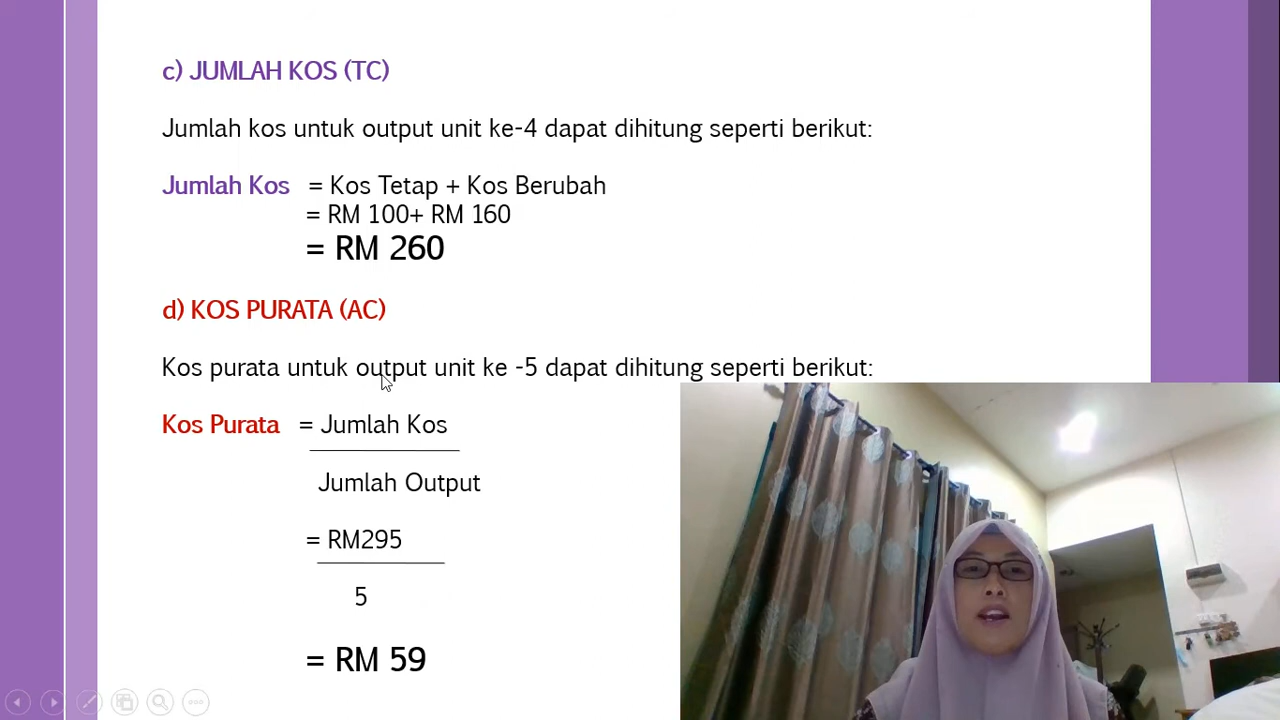 c) JUMLAH KOS (TC)
Jumlah kos untuk output unit ke-4 dapat dihitung seperti berikut:
Jumlah Kos = Kos Tetap + Kos Berubah
= RM 100+ RM 160
= RM 260
d) KOS PURATA (AC)
Kos purata untuk output unit ke -5 dapat dihitung seperti berikut:
Kos Purata = Jumlah Kos
Jumlah Output
= RM295
5
= RM 59